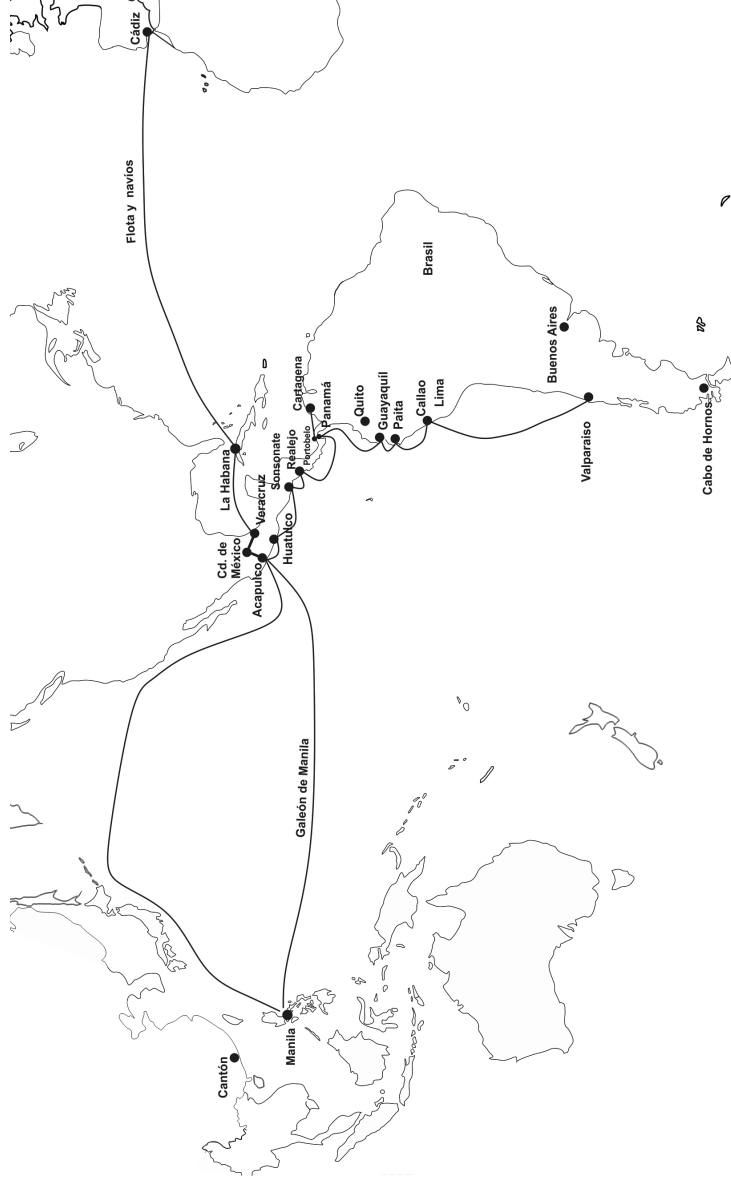 Cádiz
Flota y navíos
La Habana
Cd. de
México
Veracruz
Acapulco
Huatulco
Sonsonate
Realejo
Portobelo
Cartagena
Panamá
Quito
Guayaquil
Paita
Callao
Lima
Brasil
Buenos Aires
Valparaiso
Cabo de Hornos
Galeón de Manila
Manila
Cantón